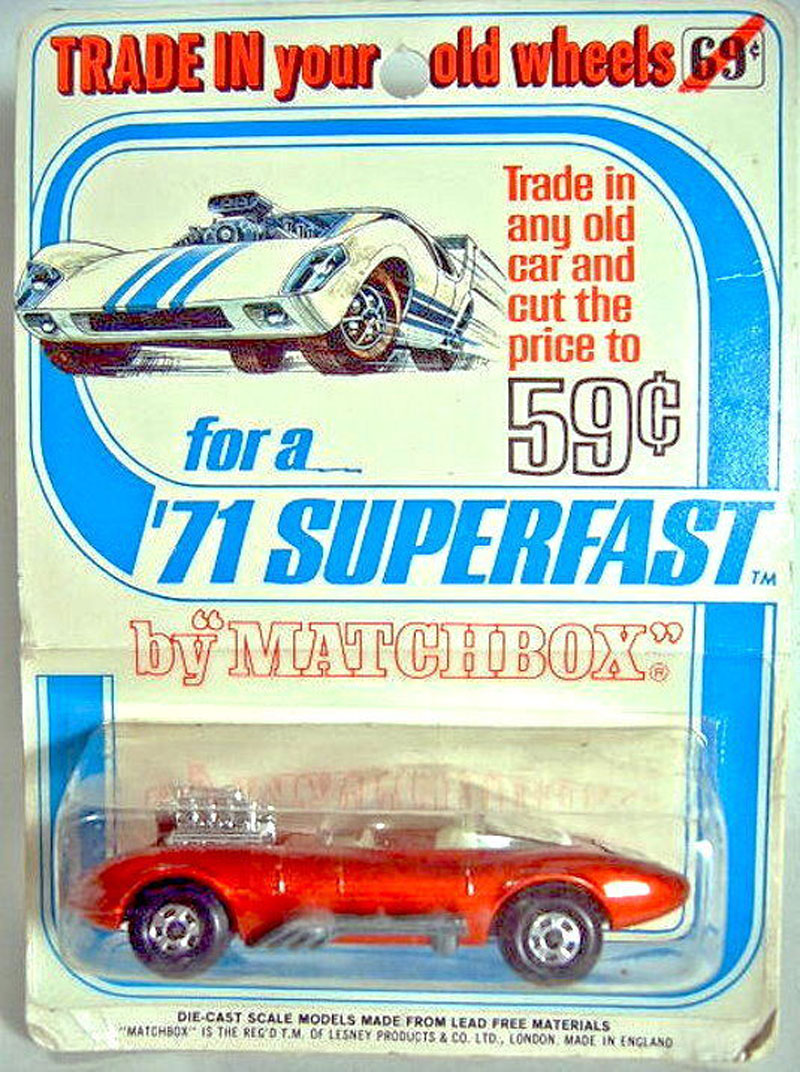 TRADE IN your old wheels 69¢
Trade in
any old
car and
cut the
price to
59¢
for a__
'71 SUPERFAST TM
by "MATCHBOX" ®
DIE-CAST SCALE MODELS MADE FROM LEAD FREE MATERIALS
"MATCHBOX" IS THE REG'D T.M. OF LESNEY PRODUCTS & CO. LTD., LONDON. MADE IN ENGLAND